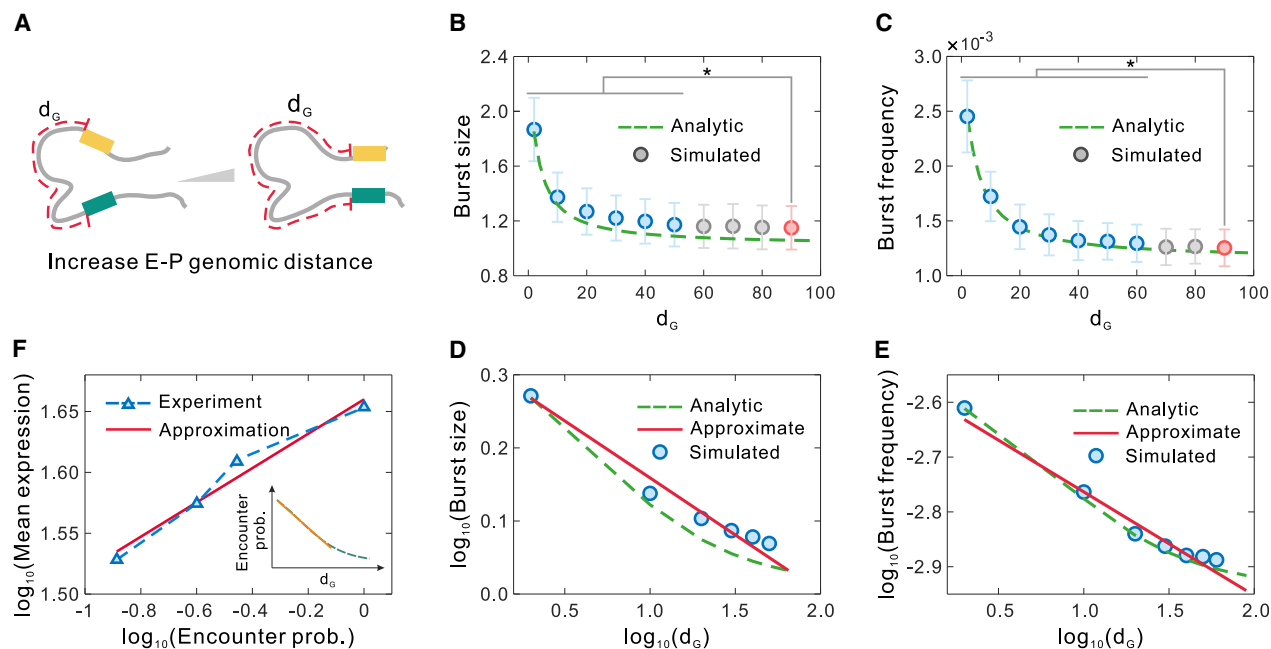 A
d_G
d_G
Increase E-P genomic distance
B
Burst size
2.4
2.0
1.6
1.2
0.8
*
Analytic
Simulated
0 20 40 60 80 100
d_G
C
×10⁻³
Burst frequency
3.0
2.5
2.0
1.5
1.0
*
Analytic
Simulated
0 20 40 60 80 100
d_G
F
log₁₀(Mean expression)
1.65
1.60
1.55
1.50
Experiment
Approximation
Encounter
prob.
d_G
-1 -0.8 -0.6 -0.4 -0.2 0
log₁₀(Encounter prob.)
D
log₁₀(Burst size)
0.3
0.2
0.1
0.0
Analytic
Approximate
Simulated
0.5 1.0 1.5 2.0
log₁₀(d_G)
E
log₁₀(Burst frequency)
-2.6
-2.7
-2.8
-2.9
Analytic
Approximate
Simulated
0.5 1.0 1.5 2.0
log₁₀(d_G)